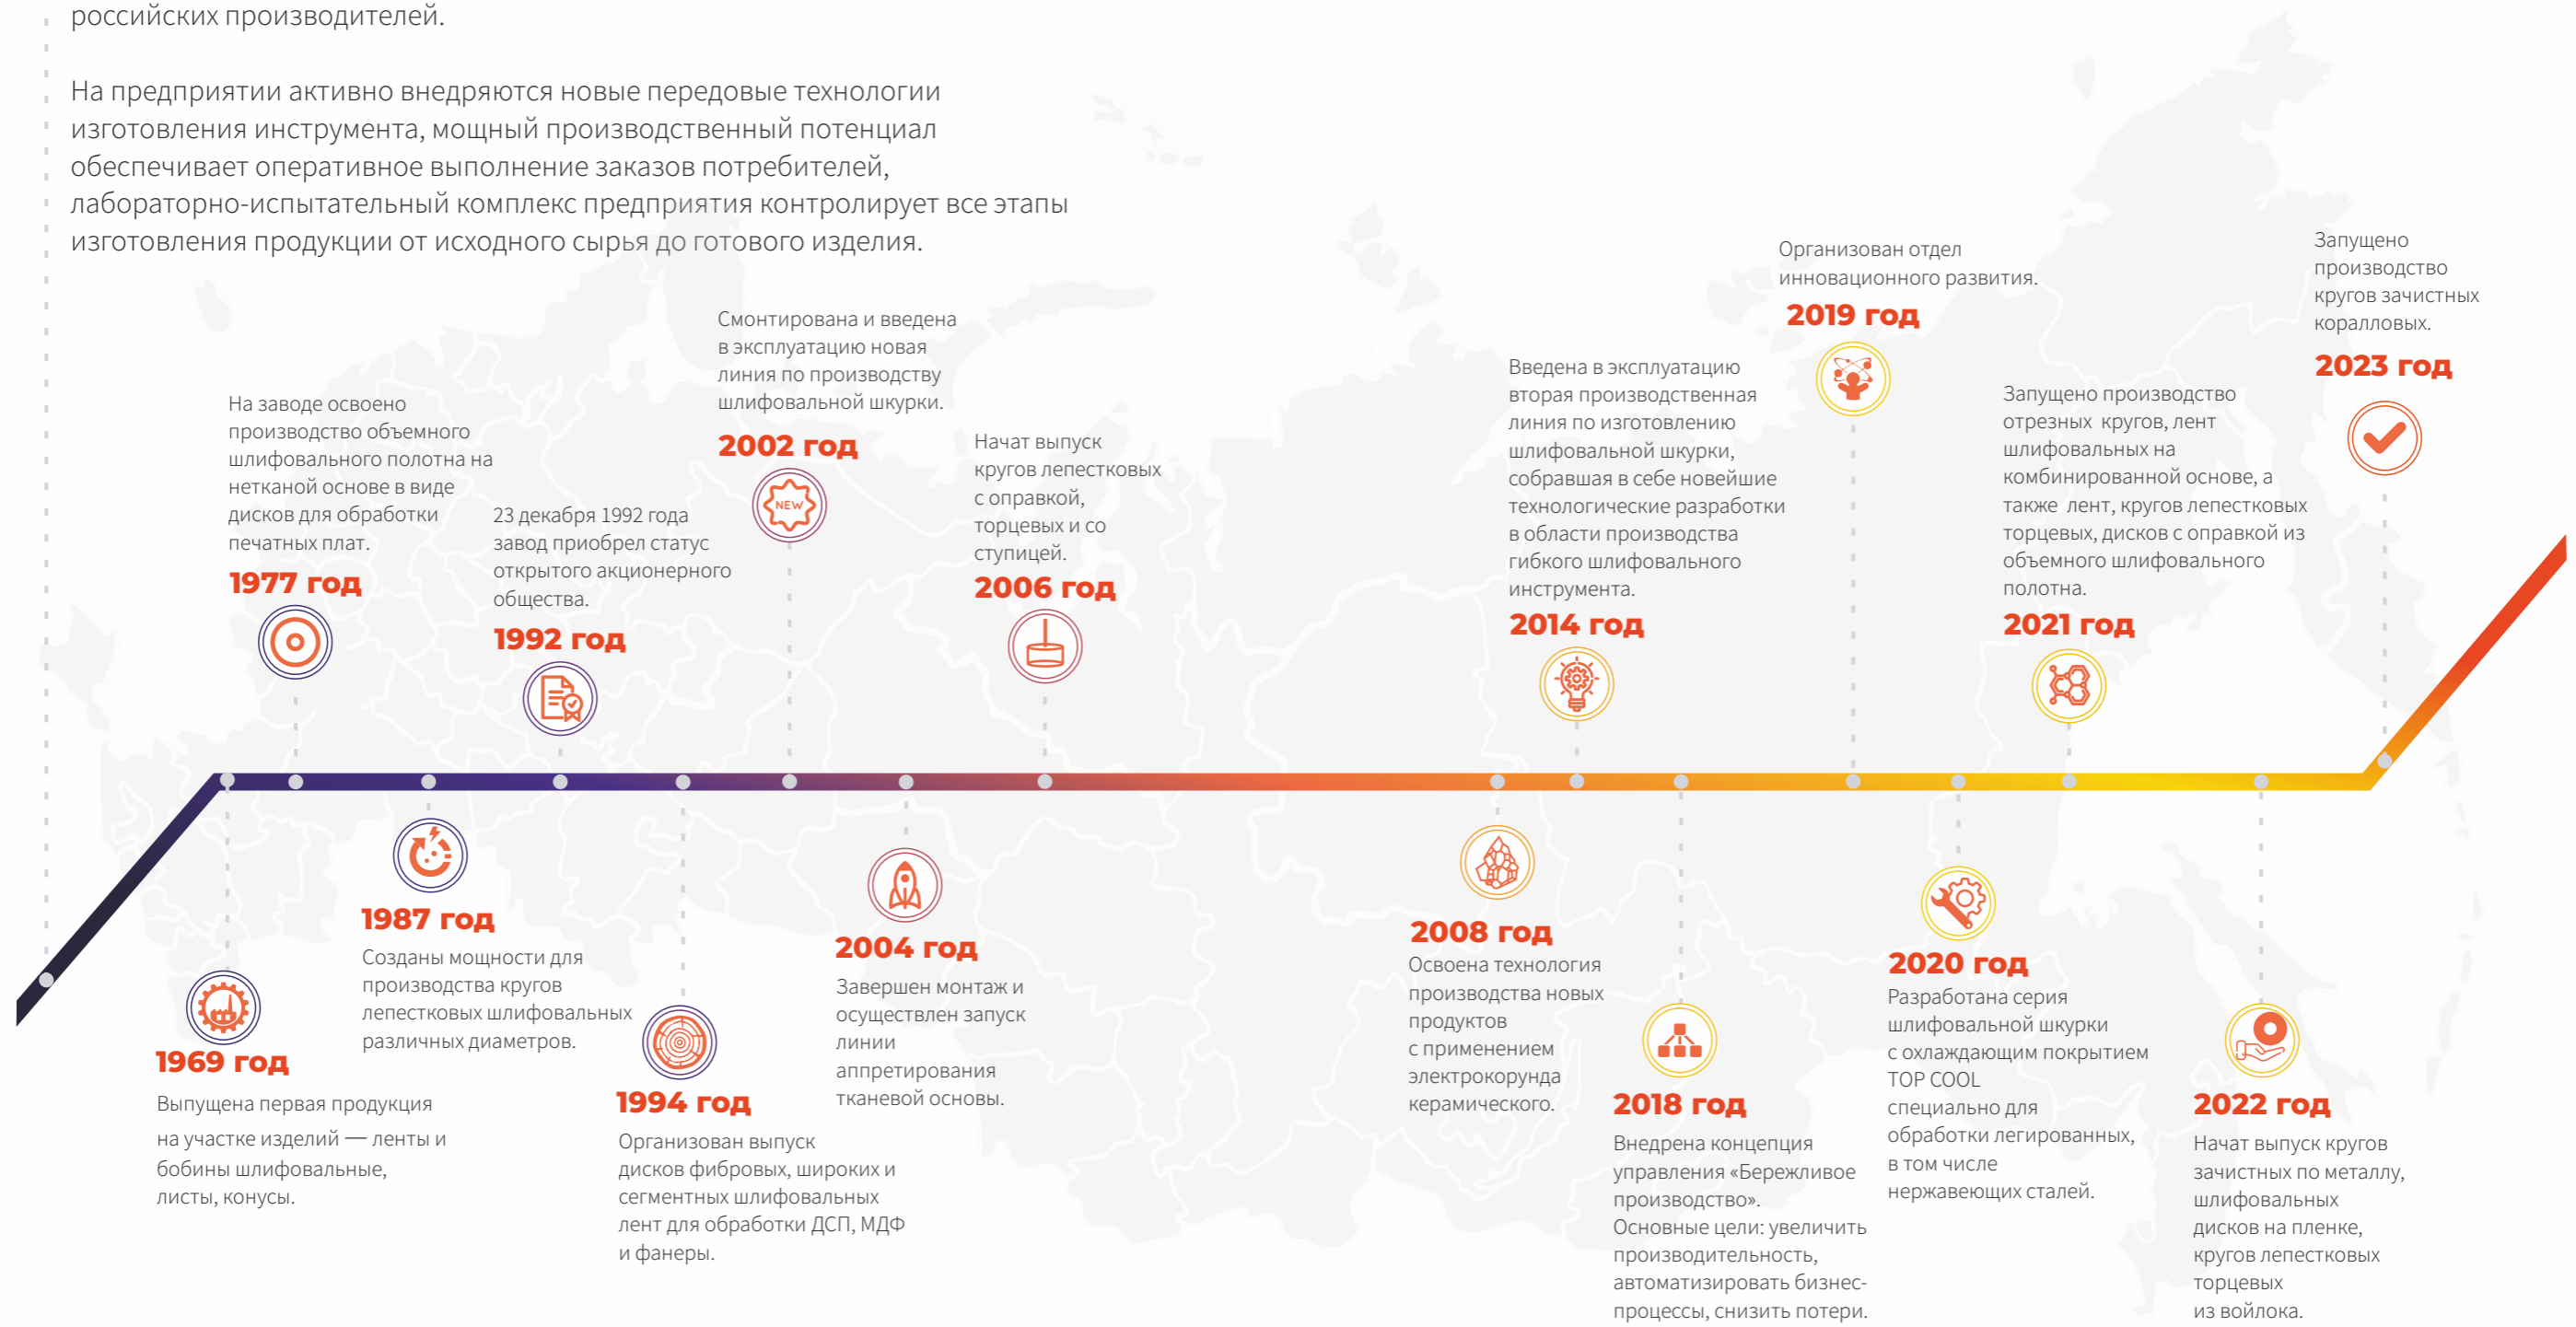 российских производителей.
На предприятии активно внедряются новые передовые технологии
изготовления инструмента, мощный производственный потенциал
обеспечивает оперативное выполнение заказов потребителей,
лабораторно-испытательный комплекс предприятия контролирует все этапы
изготовления продукции от исходного сырья до готового изделия.
На заводе освоено
производство объемного
шлифовального полотна на
нетканой основе в виде
дисков для обработки
печатных плат.
1977 год
23 декабря 1992 года
завод приобрел статус
открытого акционерного
общества.
1992 год
Смонтирована и введена
в эксплуатацию новая
линия по производству
шлифовальной шкурки.
2002 год
NEW
Начат выпуск
кругов лепестковых
с оправкой,
торцевых и со
ступицей.
2006 год
Введена в эксплуатацию
вторая производственная
линия по изготовлению
шлифовальной шкурки,
собравшая в себе новейшие
технологические разработки
в области производства
гибкого шлифовального
инструмента.
2014 год
Организован отдел
инновационного развития.
2019 год
Запущено производство
отрезных кругов, лент
шлифовальных на
комбинированной основе, а
также лент, кругов лепестковых
торцевых, дисков с оправкой из
объемного шлифовального
полотна.
2021 год
Запущено
производство
кругов зачистных
коралловых.
2023 год
1969 год
Выпущена первая продукция
на участке изделий — ленты и
бобины шлифовальные,
листы, конусы.
1987 год
Созданы мощности для
производства кругов
лепестковых шлифовальных
различных диаметров.
1994 год
Организован выпуск
дисков фибровых, широких и
сегментных шлифовальных
лент для обработки ДСП, МДФ
и фанеры.
2004 год
Завершен монтаж и
осуществлен запуск
линии
аппретирования
тканевой основы.
2008 год
Освоена технология
производства новых
продуктов
с применением
электрокорунда
керамического.
2018 год
Внедрена концепция
управления «Бережливое
производство».
Основные цели: увеличить
производительность,
автоматизировать бизнес-
процессы, снизить потери.
2020 год
Разработана серия
шлифовальной шкурки
с охлаждающим покрытием
TOP COOL
специально для
обработки легированных,
в том числе
нержавеющих сталей.
2022 год
Начат выпуск кругов
зачистных по металлу,
шлифовальных
дисков на пленке,
кругов лепестковых
торцевых
из войлока.